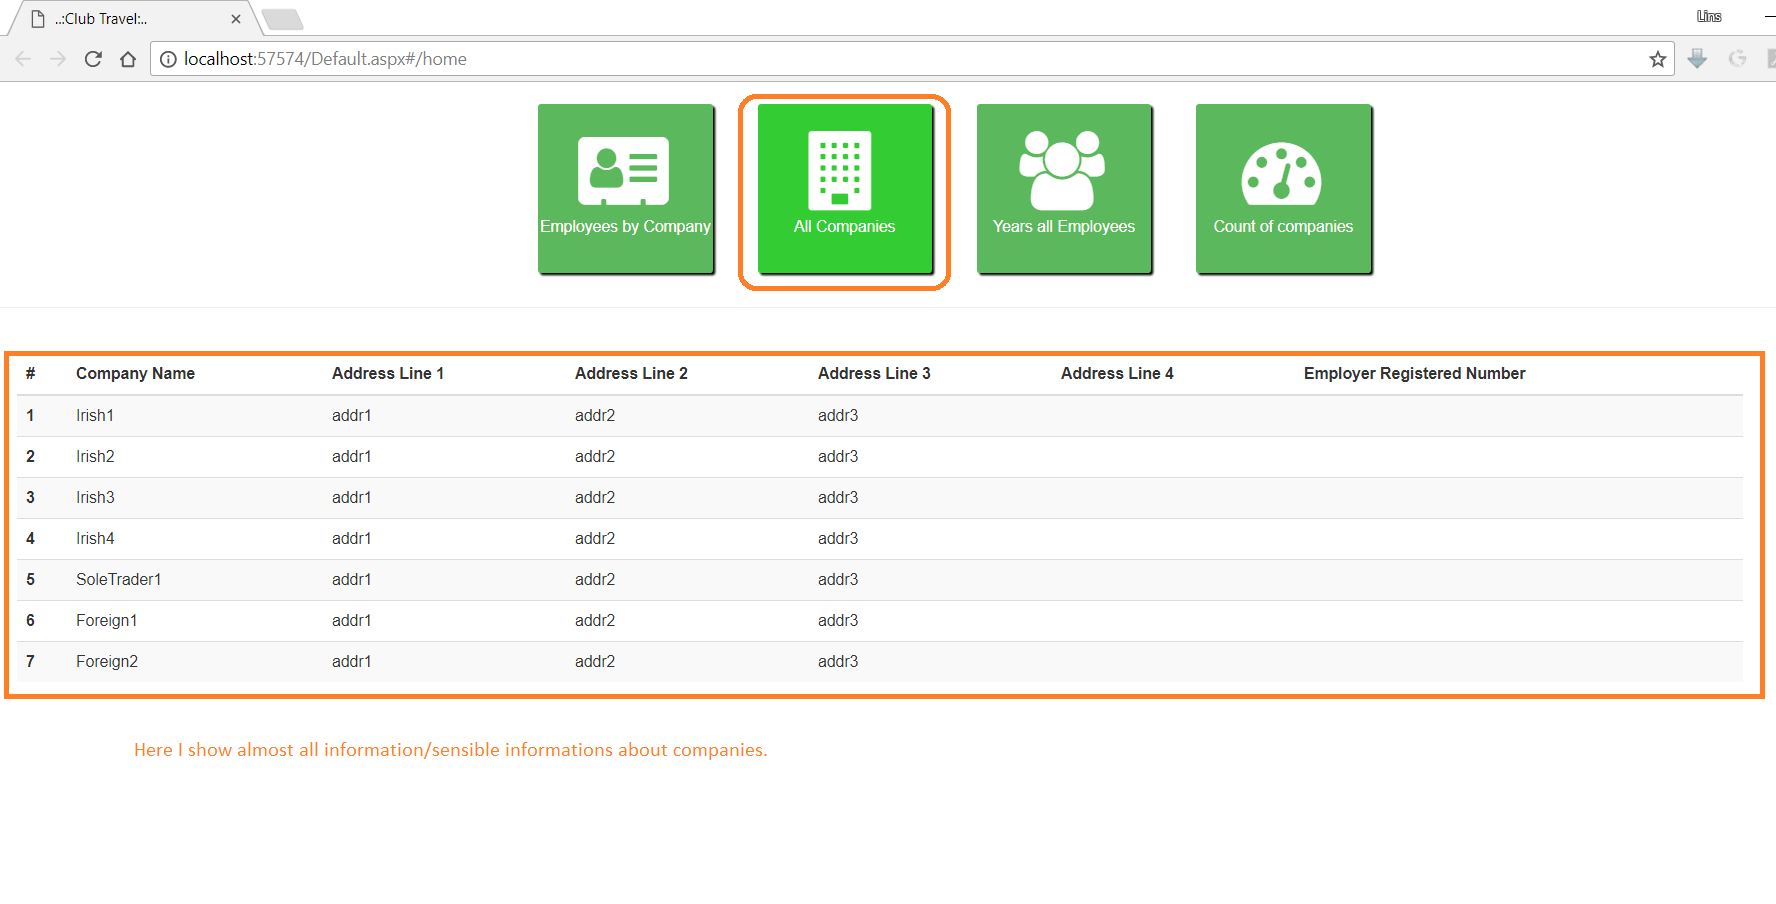 ..:Club Travel:..
Lins
localhost:57574/Default.aspx#/home
Employees by Company All Companies Years all Employees Count of companies
# Company Name Address Line 1 Address Line 2 Address Line 3 Address Line 4 Employer Registered Number
1 Irish1 addr1 addr2 addr3
2 Irish2 addr1 addr2 addr3
3 Irish3 addr1 addr2 addr3
4 Irish4 addr1 addr2 addr3
5 SoleTrader1 addr1 addr2 addr3
6 Foreign1 addr1 addr2 addr3
7 Foreign2 addr1 addr2 addr3
Here I show almost all information/sensible informations about companies.